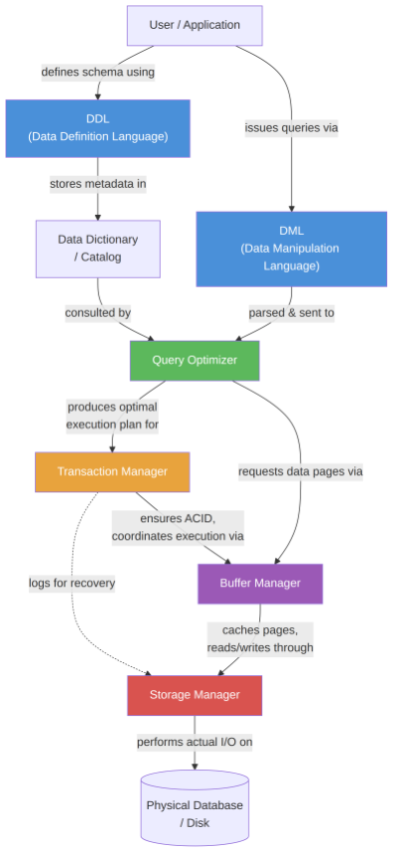 User / Application
defines schema using
DDL
(Data Definition Language)
issues queries via
stores metadata in
Data Dictionary
/ Catalog
DML
(Data Manipulation
Language)
consulted by
parsed & sent to
Query Optimizer
produces optimal
execution plan for
Transaction Manager
requests data pages via
ensures ACID,
coordinates execution via
logs for recovery
Buffer Manager
caches pages,
reads/writes through
Storage Manager
performs actual I/O on
Physical Database
/ Disk